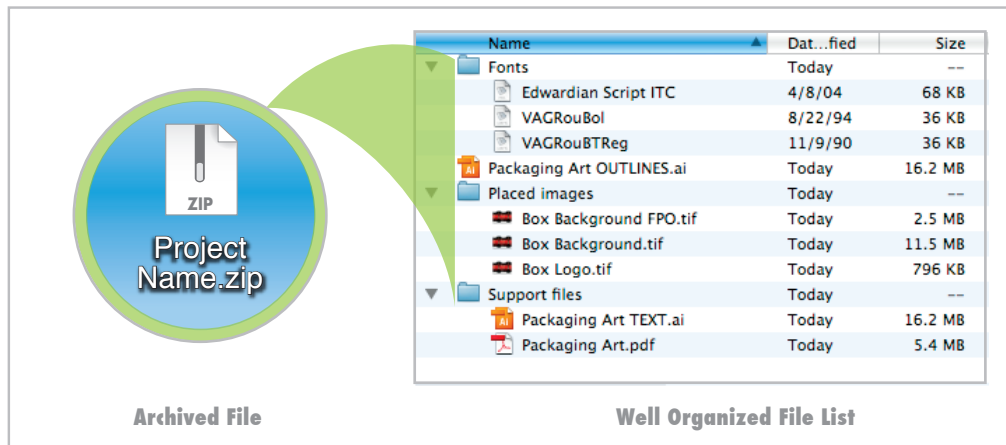 ZIP
Project
Name.zip
Archived File
Name Dat...fied Size
Fonts Today --
Edwardian Script ITC 4/8/04 68 KB
VAGRouBol 8/22/94 36 KB
VAGRouBTReg 11/9/90 36 KB
Packaging Art OUTLINES.ai Today 16.2 MB
Placed images Today --
Box Background FPO.tif Today 2.5 MB
Box Background.tif Today 11.5 MB
Box Logo.tif Today 796 KB
Support files Today --
Packaging Art TEXT.ai Today 16.2 MB
Packaging Art.pdf Today 5.4 MB
Well Organized File List